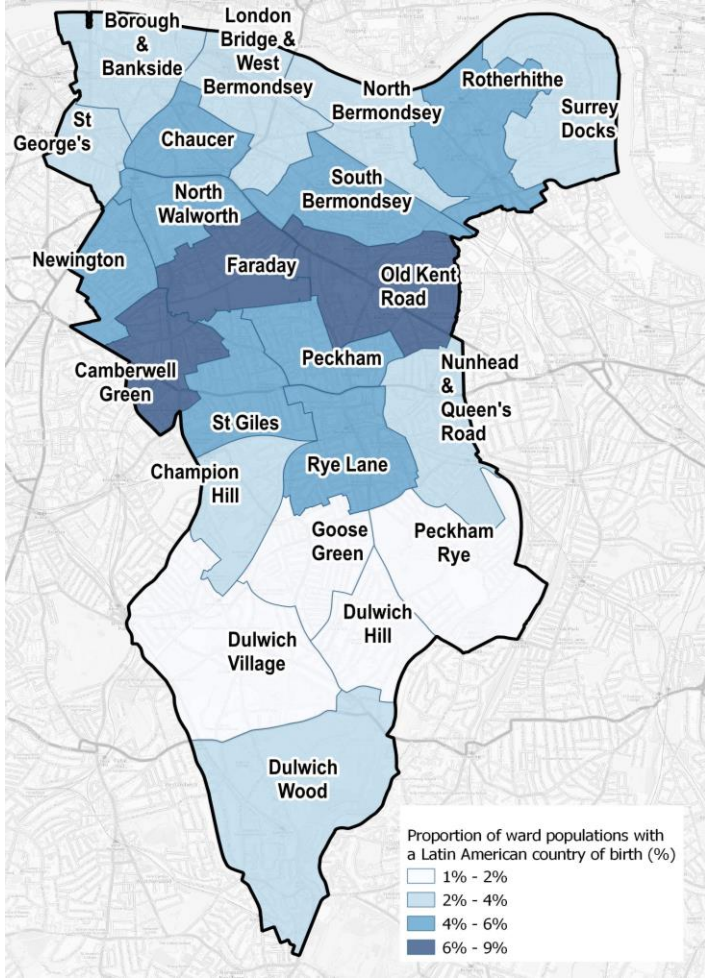 Borough
&
Bankside
London
Bridge &
West
Bermondsey
North
Bermondsey
Rotherhithe
Surrey
Docks
St
George's
Chaucer
North
Walworth
South
Bermondsey
Newington
Faraday
Old Kent
Road
Camberwell
Green
Peckham
Nunhead
&
Queen's
Road
St Giles
Champion
Hill
Rye Lane
Goose
Green
Peckham
Rye
Dulwich
Village
Dulwich
Hill
Dulwich
Wood
Proportion of ward populations with
a Latin American country of birth (%)
1% - 2%
2% - 4%
4% - 6%
6% - 9%